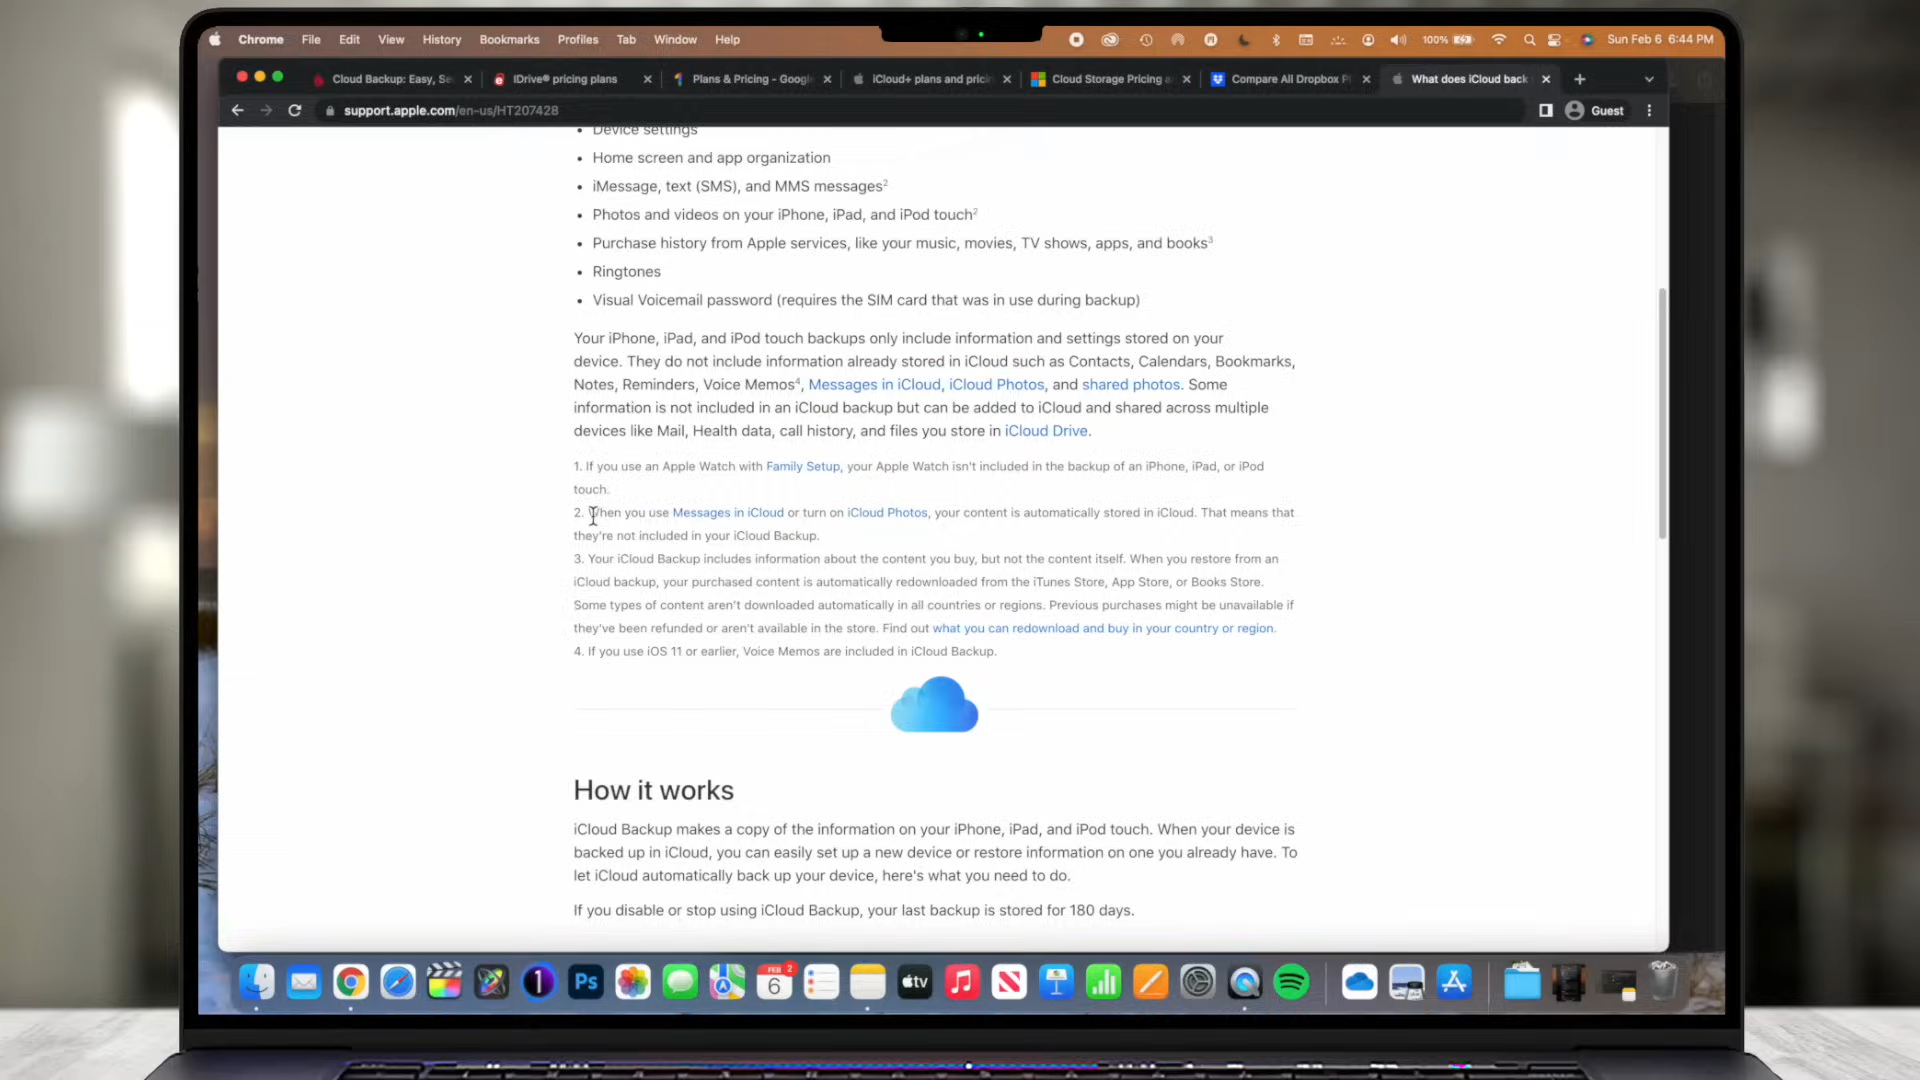 Chrome File Edit View History Bookmarks Profiles Tab Window Help 100% Sun Feb 6 6:44 PM
Cloud Backup: Easy, Se IDrive® pricing plans Plans & Pricing - Googl iCloud+ plans and prici Cloud Storage Pricing a Compare All Dropbox P What does iCloud back
support.apple.com/en-us/HT207428 Guest
• Device settings
• Home screen and app organization
• iMessage, text (SMS), and MMS messages2
• Photos and videos on your iPhone, iPad, and iPod touch2
• Purchase history from Apple services, like your music, movies, TV shows, apps, and books3
• Ringtones
• Visual Voicemail password (requires the SIM card that was in use during backup)
Your iPhone, iPad, and iPod touch backups only include information and settings stored on your
device. They do not include information already stored in iCloud such as Contacts, Calendars, Bookmarks,
Notes, Reminders, Voice Memos4, Messages in iCloud, iCloud Photos, and shared photos. Some
information is not included in an iCloud backup but can be added to iCloud and shared across multiple
devices like Mail, Health data, call history, and files you store in iCloud Drive.
1. If you use an Apple Watch with Family Setup, your Apple Watch isn't included in the backup of an iPhone, iPad, or iPod
touch.
2. When you use Messages in iCloud or turn on iCloud Photos, your content is automatically stored in iCloud. That means that
they're not included in your iCloud Backup.
3. Your iCloud Backup includes information about the content you buy, but not the content itself. When you restore from an
iCloud backup, your purchased content is automatically redownloaded from the iTunes Store, App Store, or Books Store.
Some types of content aren't downloaded automatically in all countries or regions. Previous purchases might be unavailable if
they've been refunded or aren't available in the store. Find out what you can redownload and buy in your country or region.
4. If you use iOS 11 or earlier, Voice Memos are included in iCloud Backup.
How it works
iCloud Backup makes a copy of the information on your iPhone, iPad, and iPod touch. When your device is
backed up in iCloud, you can easily set up a new device or restore information on one you already have. To
let iCloud automatically back up your device, here's what you need to do.
If you disable or stop using iCloud Backup, your last backup is stored for 180 days.
1 Ps FEB 2 6 tv